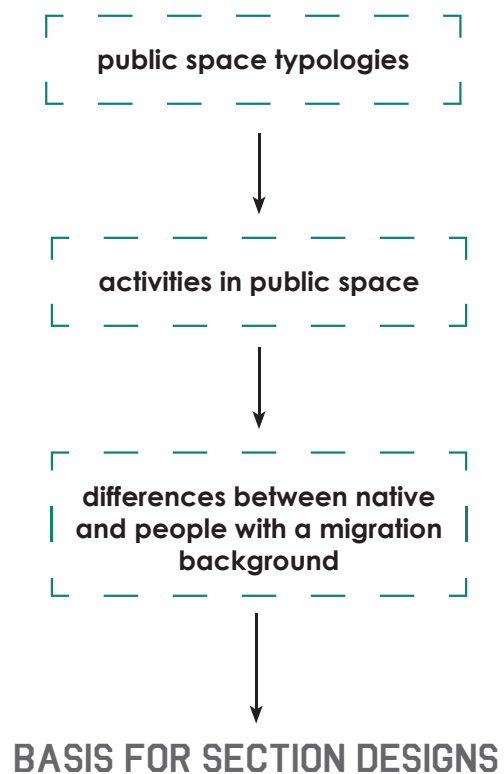 public space typologies
activities in public space
differences between native
and people with a migration
background
BASIS FOR SECTION DESIGNS